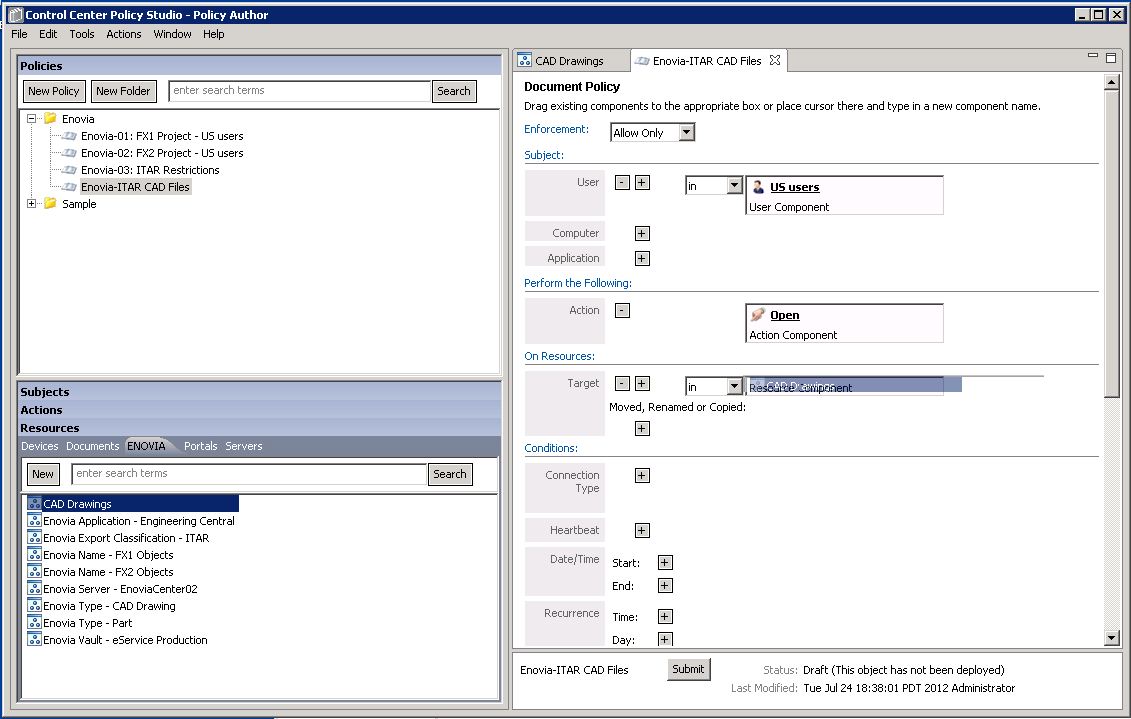 Control Center Policy Studio - Policy Author
File Edit Tools Actions Window Help
Policies
New Policy New Folder enter search terms Search
Enovia
Enovia-01: FX1 Project - US users
Enovia-02: FX2 Project - US users
Enovia-03: ITAR Restrictions
Enovia-ITAR CAD Files
Sample
Subjects
Actions
Resources
Devices Documents ENOVIA Portals Servers
New enter search terms Search
CAD Drawings
Enovia Application - Engineering Central
Enovia Export Classification - ITAR
Enovia Name - FX1 Objects
Enovia Name - FX2 Objects
Enovia Server - EnoviaCenter02
Enovia Type - CAD Drawing
Enovia Type - Part
Enovia Vault - eService Production
CAD Drawings Enovia-ITAR CAD Files
Document Policy
Drag existing components to the appropriate box or place cursor there and type in a new component name.
Enforcement: Allow Only
Subject:
User - + in US users
User Component
Computer +
Application +
Perform the Following:
Action - Open
Action Component
On Resources:
Target - + in CAD Drawings
Resource Component
Moved, Renamed or Copied:
+
Conditions:
Connection Type +
Heartbeat +
Date/Time Start: +
End: +
Recurrence Time: +
Day: +
Enovia-ITAR CAD Files Submit Status: Draft (This object has not been deployed)
Last Modified: Tue Jul 24 18:38:01 PDT 2012 Administrator